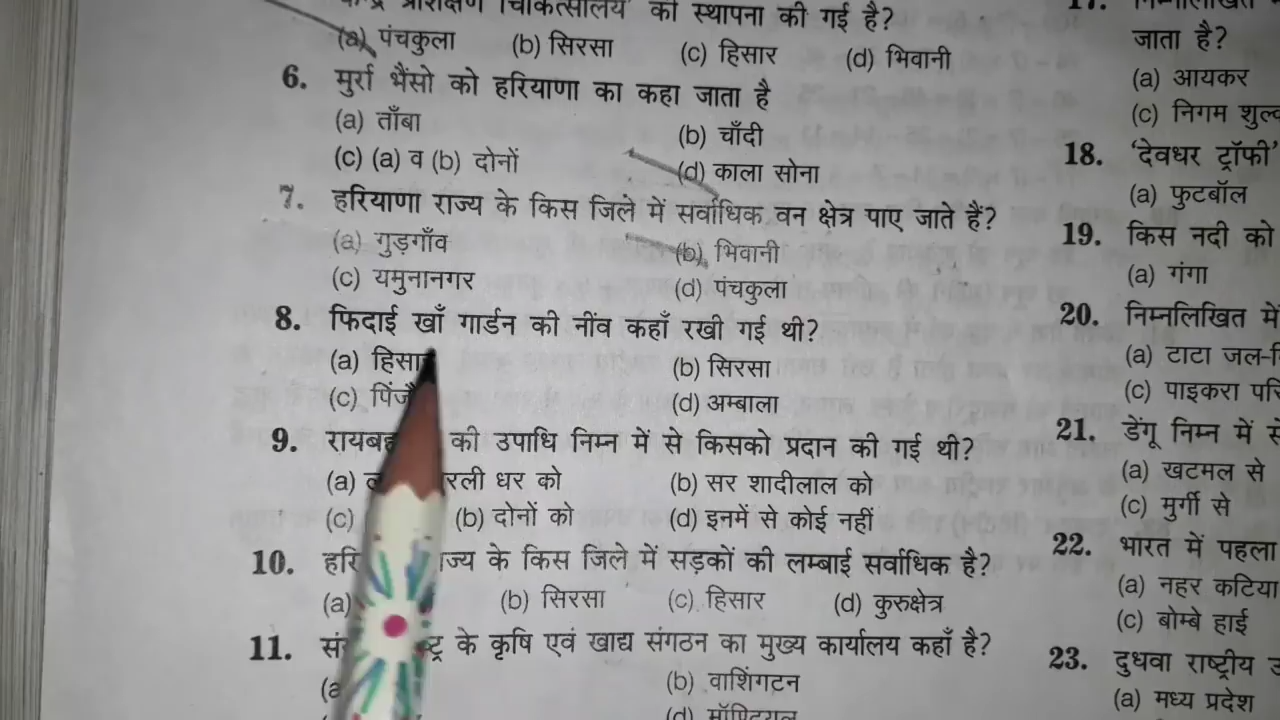 की स्थापना की गई है?
(a) पंचकुला (b) सिरसा (c) हिसार (d) भिवानी
6. मुर्रा भैंसो को हरियाणा का कहा जाता है
(a) ताँबा (b) चाँदी
(c) (a) व (b) दोनों (d) काला सोना
7. हरियाणा राज्य के किस जिले में सर्वाधिक वन क्षेत्र पाए जाते हैं?
(a) गुड़गाँव (b) भिवानी
(c) यमुनानगर (d) पंचकुला
8. फिदाई खाँ गार्डन की नींव कहाँ रखी गई थी?
(a) (b) सिरसा
(c) (d) अम्बाला
9. की उपाधि निम्न में से किसको प्रदान की गई थी?
(a) धर को (b) सर शादीलाल को
(c) (b) दोनों को (d) इनमें से कोई नहीं
10. के किस जिले में सड़कों की लम्बाई सर्वाधिक है?
(a) (b) सिरसा (c) हिसार (d) कुरुक्षेत्र
11. के कृषि एवं खाद्य संगठन का मुख्य कार्यालय कहाँ है?
(b) वाशिंगटन
17.
जाता है?
(a) आयकर
(c) निगम
18. 'देवधर ट्रॉफी'
(a) फुटबॉल
19. किस नदी को
(a) गंगा
20. निम्नलिखित में
(a) टाटा
(c) पाइकरा
21. डेंगू निम्न में
(a) खटमल से
(c) मुर्गी से
22. भारत में पहला
(a) नहर कटिया
(c) बोम्बे हाई
23. दुधवा राष्ट्रीय
(a) मध्य प्रदेश